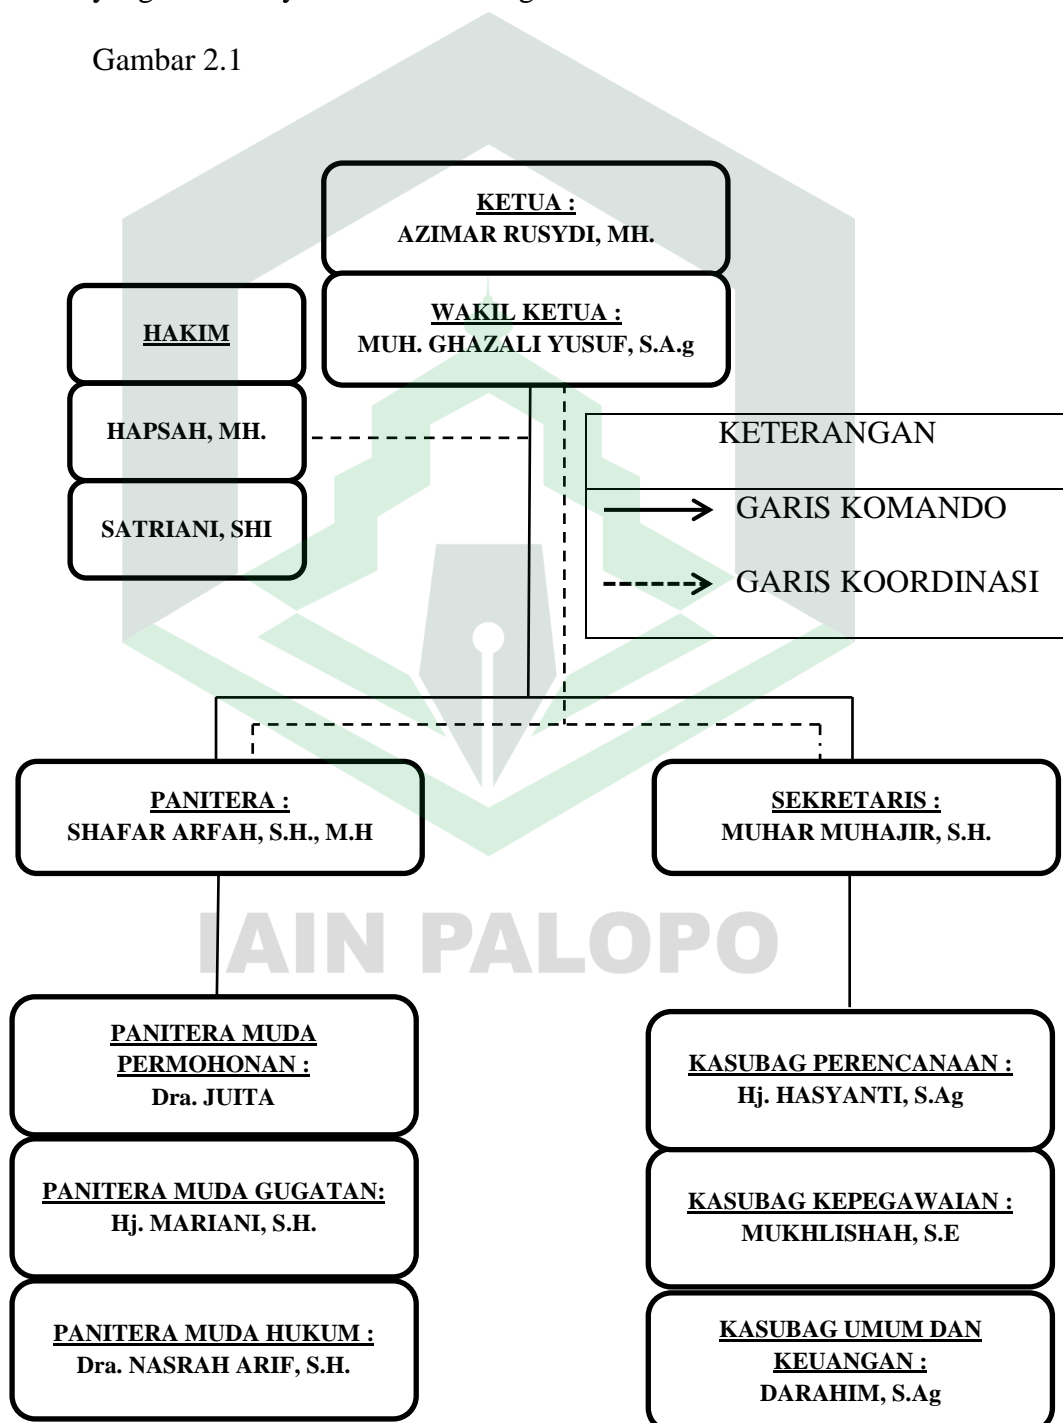 Gambar 2.1
KETUA :
AZIMAR RUSYDI, MH.
WAKIL KETUA :
MUH. GHAZALI YUSUF, S.A.g
HAKIM
HAPSAH, MH.
SATRIANI, SHI
KETERANGAN
GARIS KOMANDO
GARIS KOORDINASI
PANITERA :
SHAFAR ARFAH, S.H., M.H
SEKRETARIS :
MUHAR MUHAJIR, S.H.
IAIN PALOPO
PANITERA MUDA
PERMOHONAN :
Dra. JUITA
PANITERA MUDA GUGATAN:
Hj. MARIANI, S.H.
PANITERA MUDA HUKUM :
Dra. NASRAH ARIF, S.H.
KASUBAG PERENCANAAN :
Hj. HASYANTI, S.Ag
KASUBAG KEPEGAWAIAN :
MUKHLISHAH, S.E
KASUBAG UMUM DAN
KEUANGAN :
DARAHIM, S.Ag